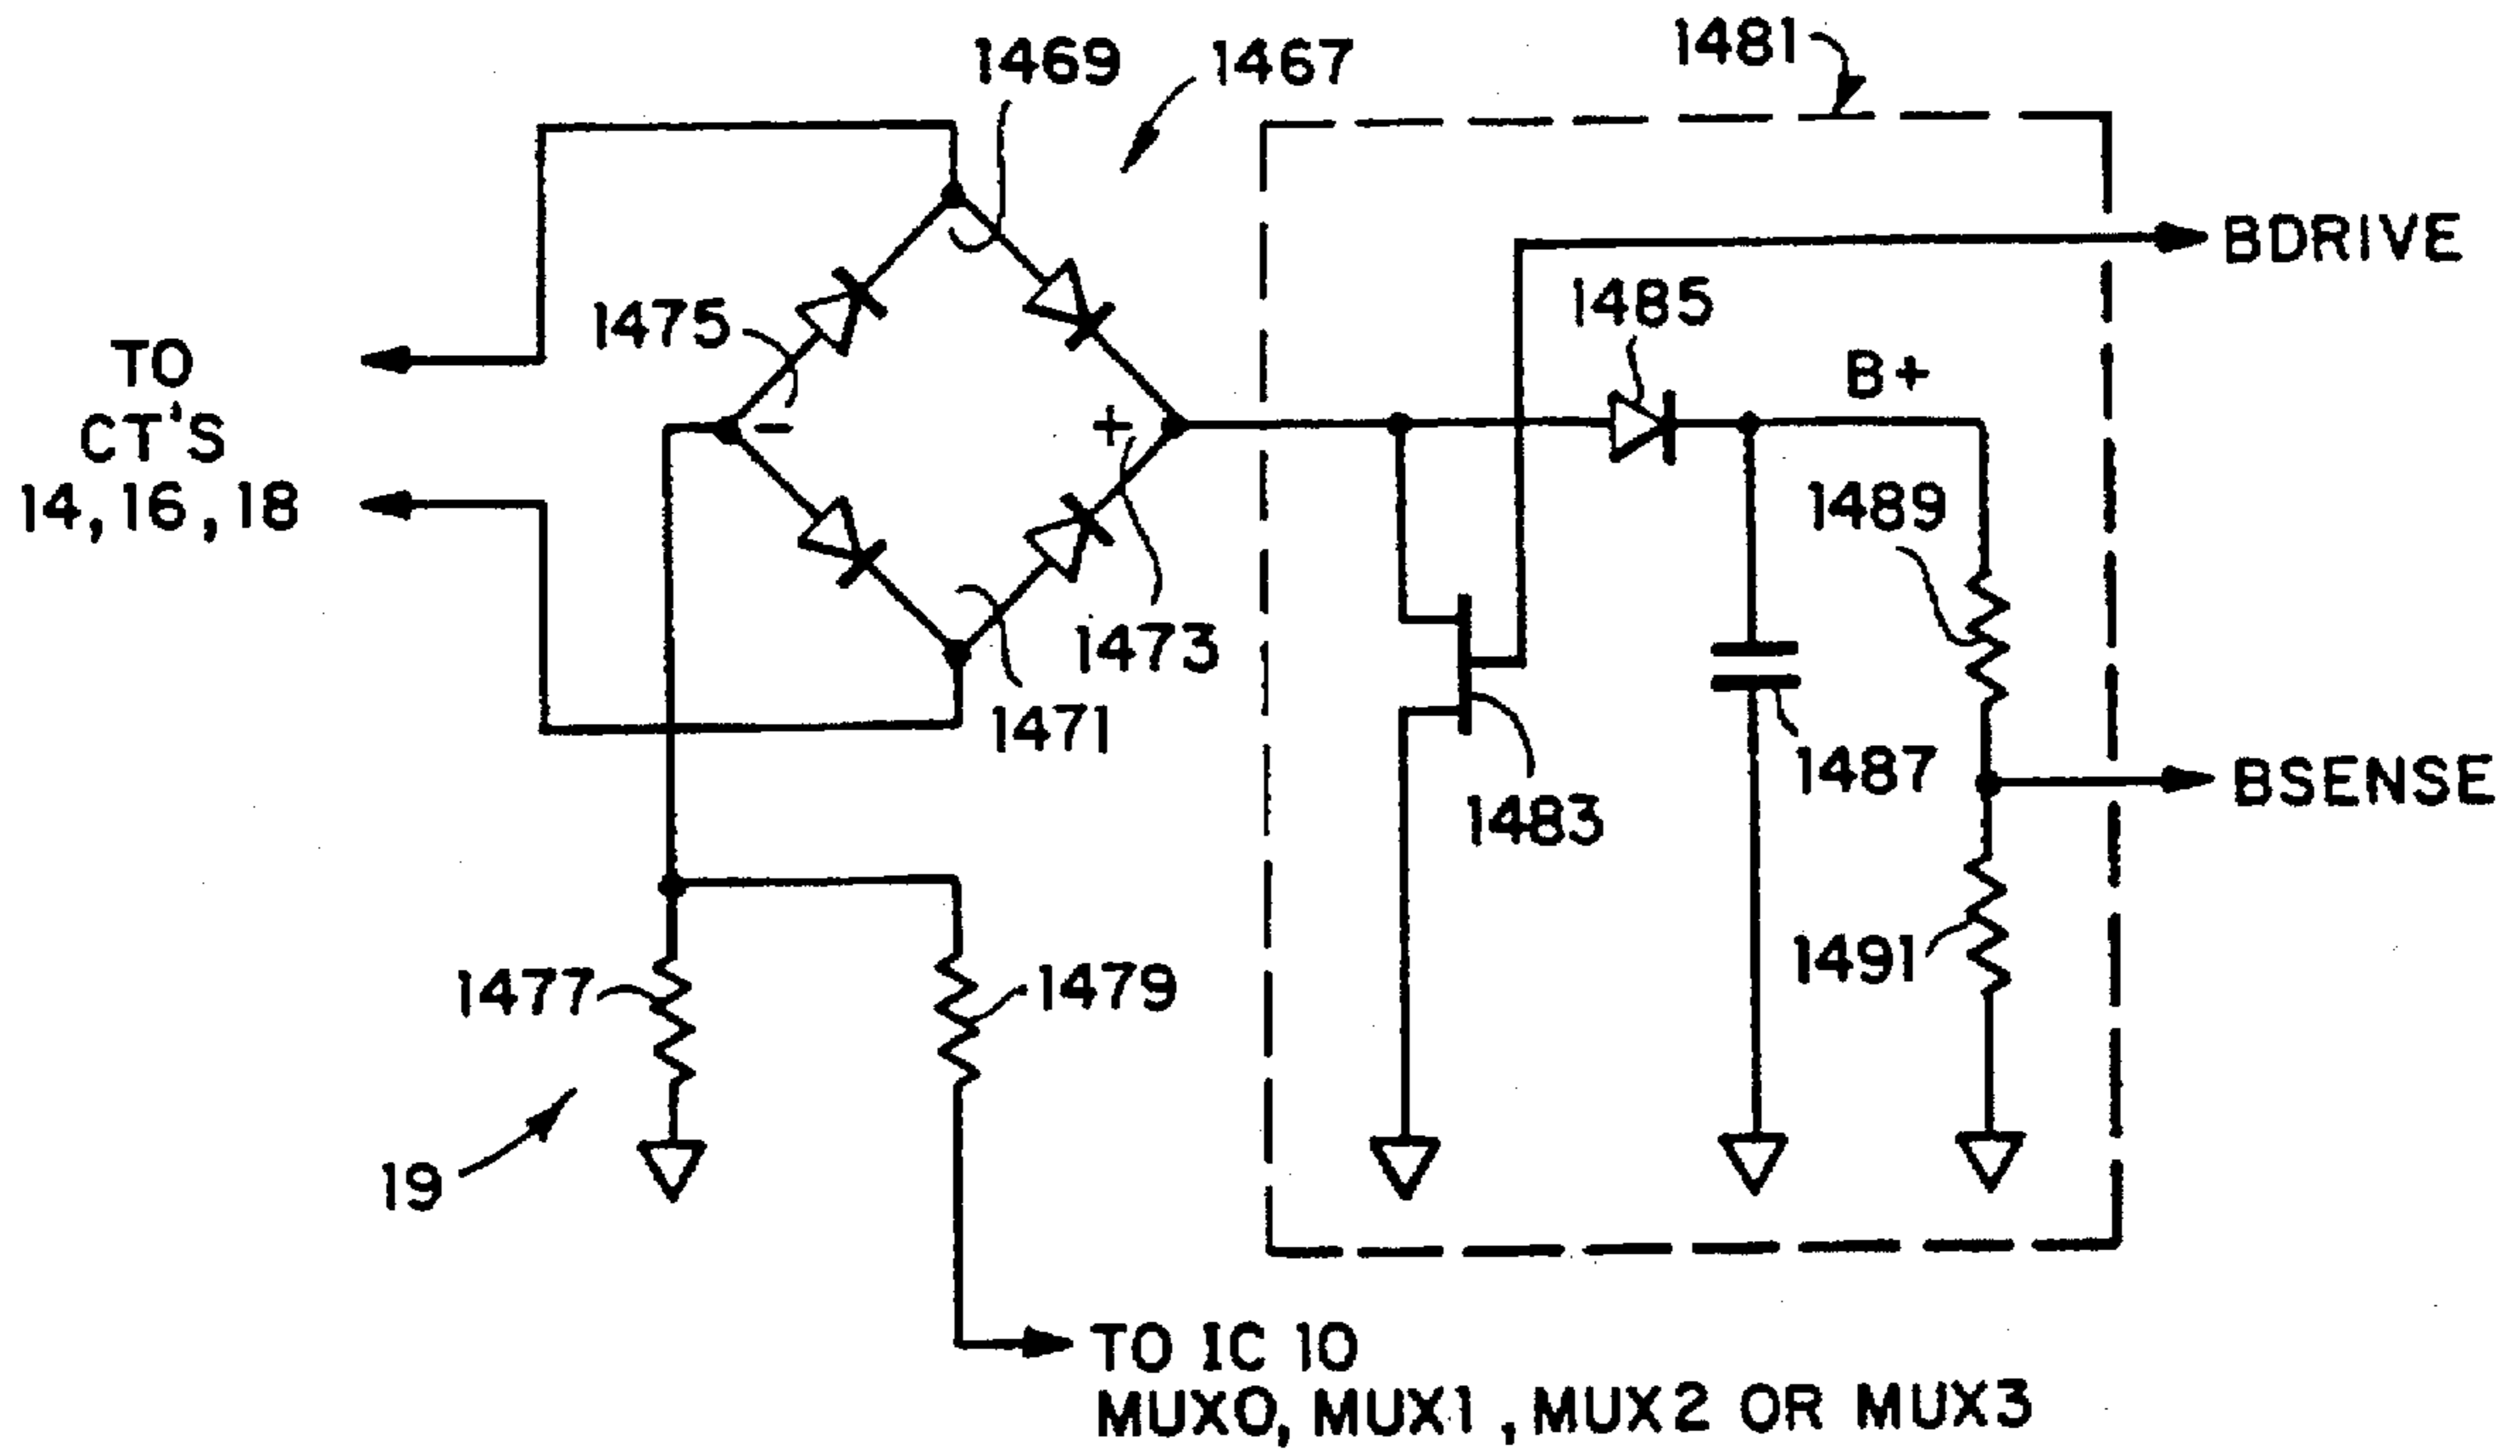 1469
1467
1481
BDRIVE
1475
1485
TO
CT'S
14, 16, 18
B+
-
+
1489
1473
1471
1487
BSENSE
1483
1491
1477
1479
19
TO IC 10
MUX0, MUX1, MUX2 OR MUX3